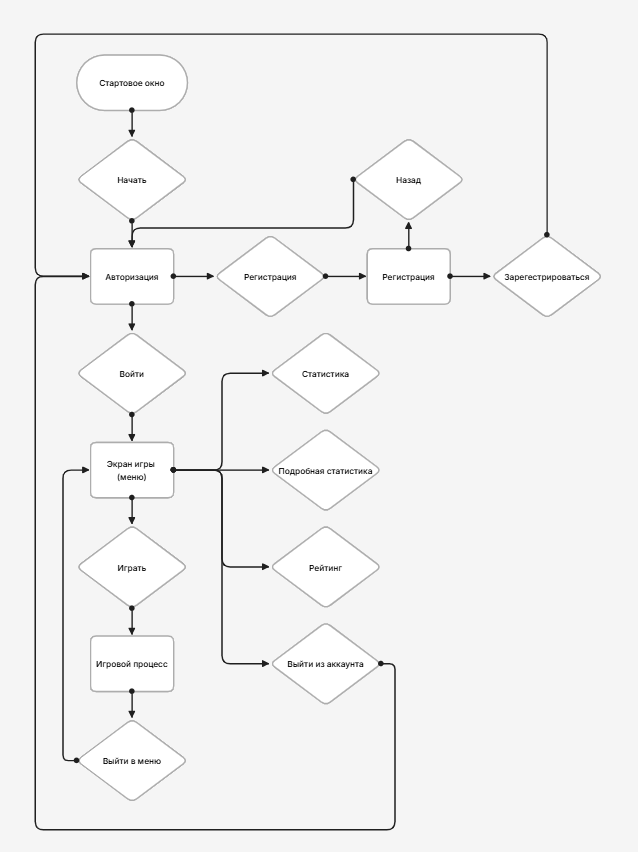 Стартовое окно
Начать
Назад
Авторизация
Регистрация
Регистрация
Зарегестрироваться
Войти
Статистика
Экран игры
(меню)
Подробная статистика
Играть
Рейтинг
Игровой процесс
Выйти из аккаунта
Выйти в меню